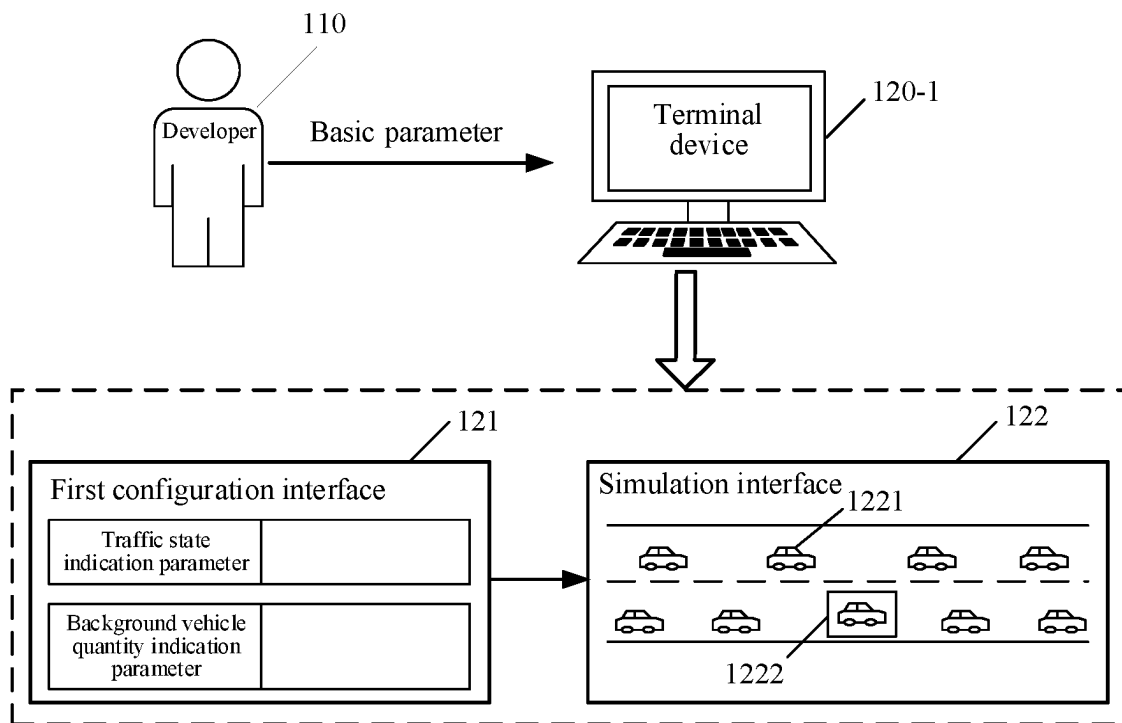 110
Developer
Basic parameter
Terminal
device
120-1
121
122
First configuration interface
Traffic state
indication parameter
Background vehicle
quantity indication
parameter
Simulation interface
1221
1222